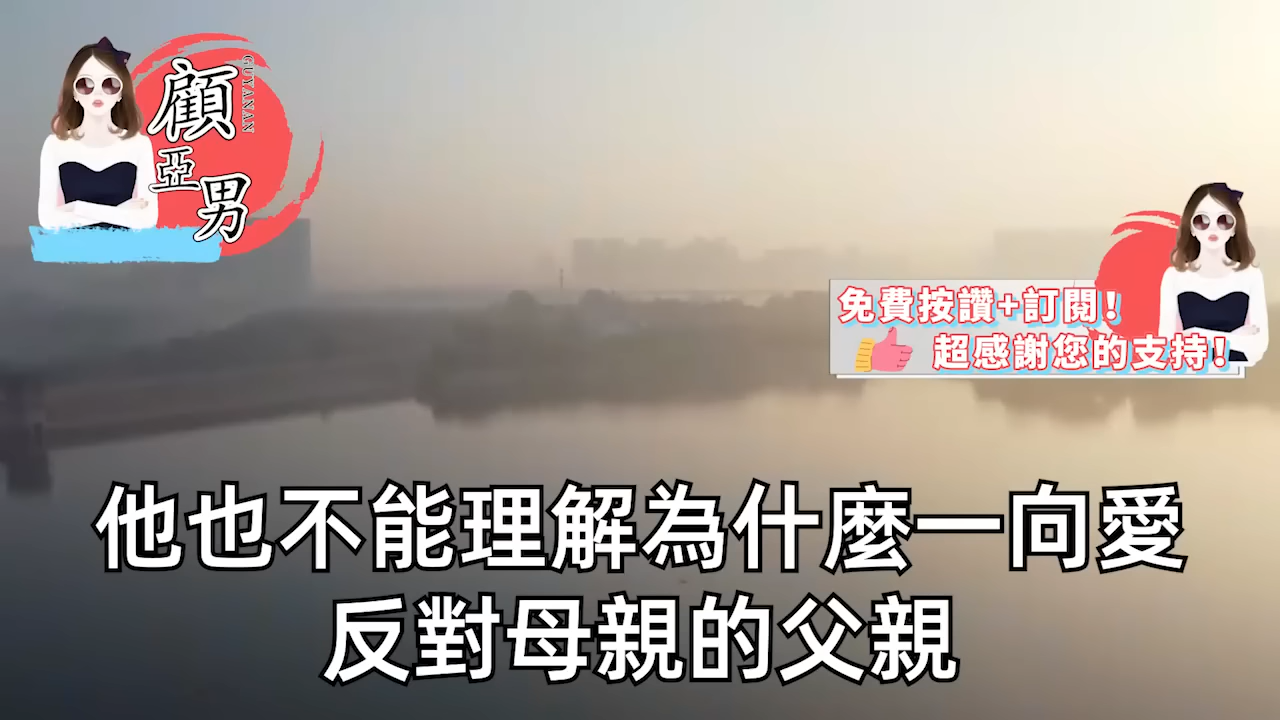 顧亞男
GUYANAN
免費按讚+訂閱!
超感謝您的支持!
他也不能理解為什麼一向愛
反對母親的父親